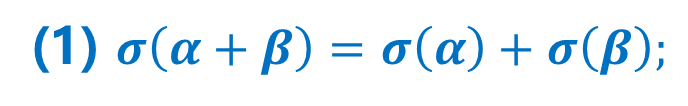 (1) σ(α + β) = σ(α) + σ(β);